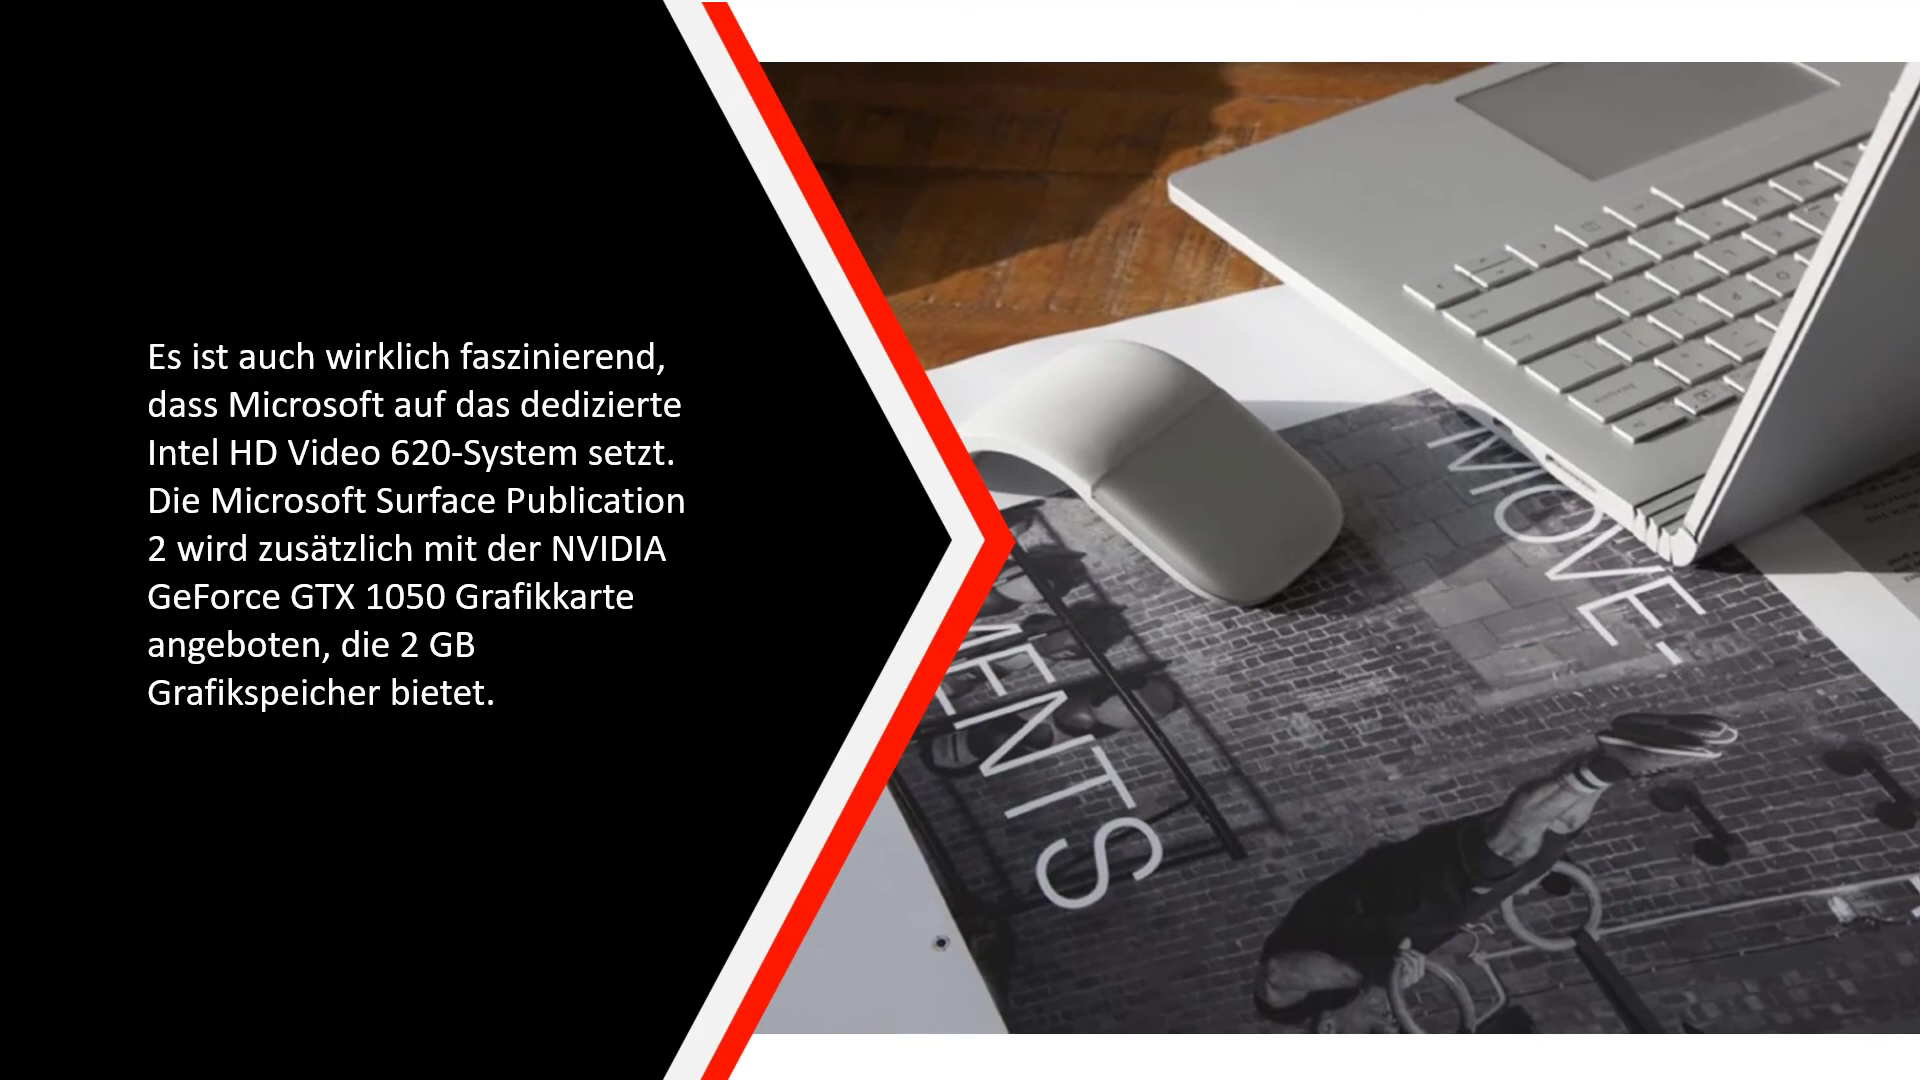 Es ist auch wirklich faszinierend,
dass Microsoft auf das dedizierte
Intel HD Video 620-System setzt.
Die Microsoft Surface Publication
2 wird zusätzlich mit der NVIDIA
GeForce GTX 1050 Grafikkarte
angeboten, die 2 GB
Grafikspeicher bietet.
MOVE-
MENTS